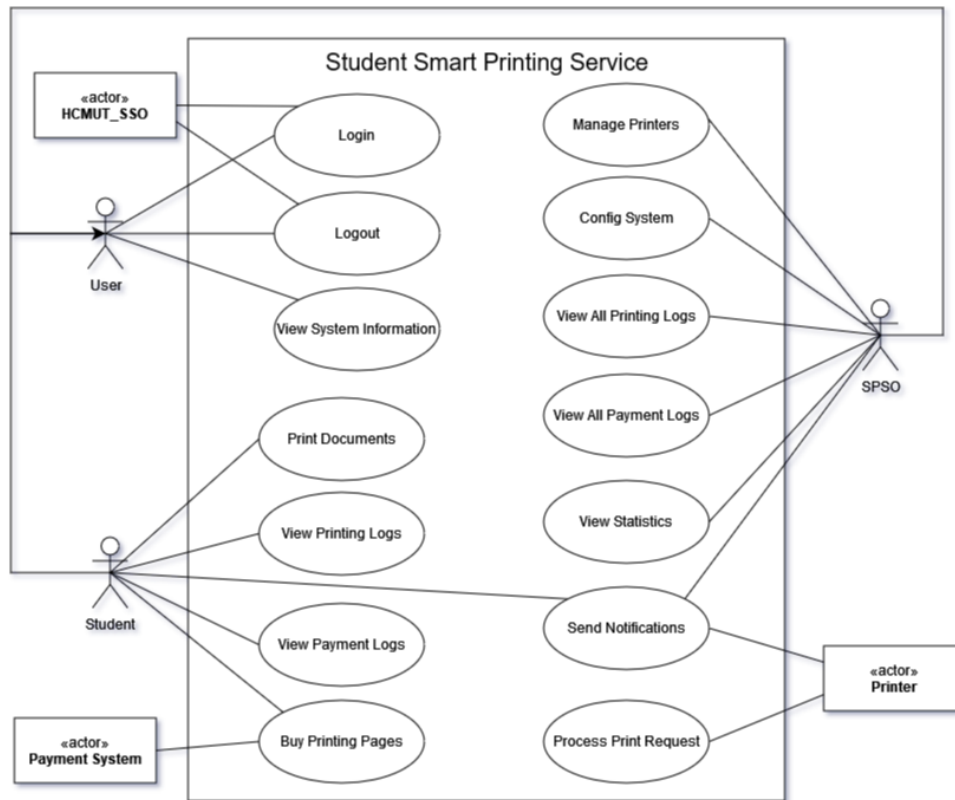 Student Smart Printing Service
«actor»
HCMUT_SSO
Login
Manage Printers
Logout
Config System
User
View System Information
View All Printing Logs
SPSO
Print Documents
View All Payment Logs
View Printing Logs
View Statistics
Student
View Payment Logs
Send Notifications
«actor»
Printer
«actor»
Payment System
Buy Printing Pages
Process Print Request